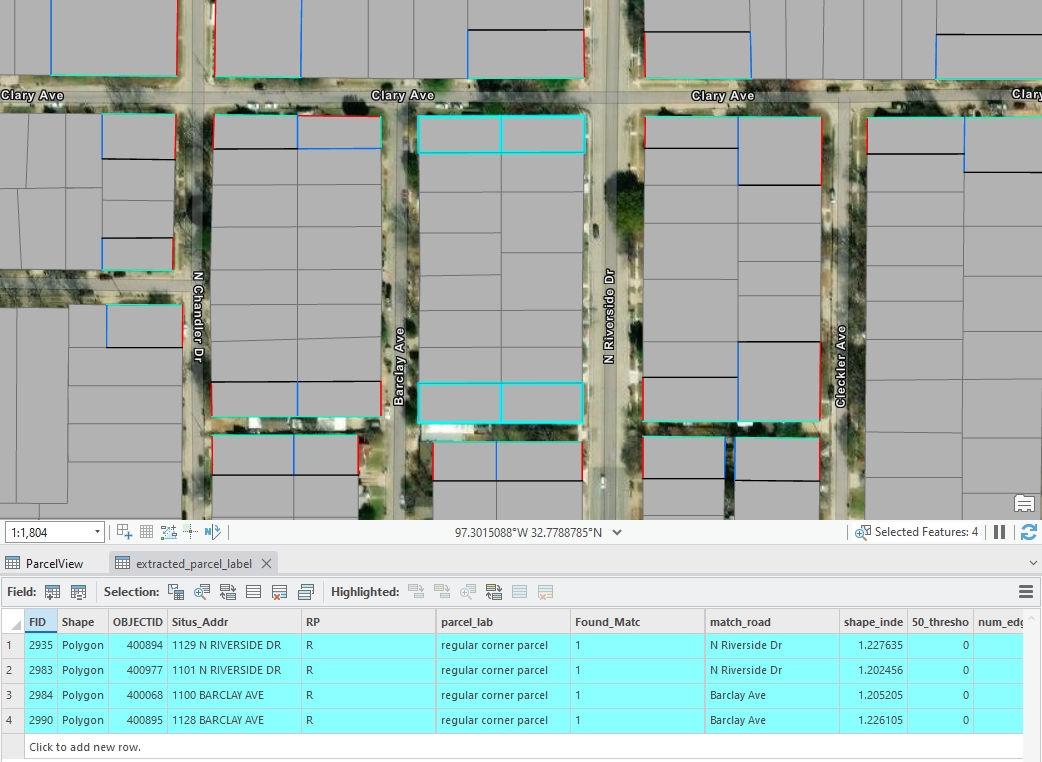 Clary Ave
Clary Ave
Clary Ave
Clary
N Chandler Dr
Barclay Ave
N Riverside Dr
Cleckler Ave
1:1,804
97.3015088°W 32.7788785°N
Selected Features: 4
ParcelView
extracted_parcel_label
Field:
Selection:
Highlighted:
FID Shape OBJECTID Situs_Addr RP parcel_lab Found_Matc match_road shape_inde 50_thresho num_edg
1 2935 Polygon 400894 1129 N RIVERSIDE DR R regular corner parcel 1 N Riverside Dr 1.227635 0
2 2983 Polygon 400977 1101 N RIVERSIDE DR R regular corner parcel 1 N Riverside Dr 1.202456 0
3 2984 Polygon 400068 1100 BARCLAY AVE R regular corner parcel 1 Barclay Ave 1.205205 0
4 2990 Polygon 400895 1128 BARCLAY AVE R regular corner parcel 1 Barclay Ave 1.226105 0
Click to add new row.